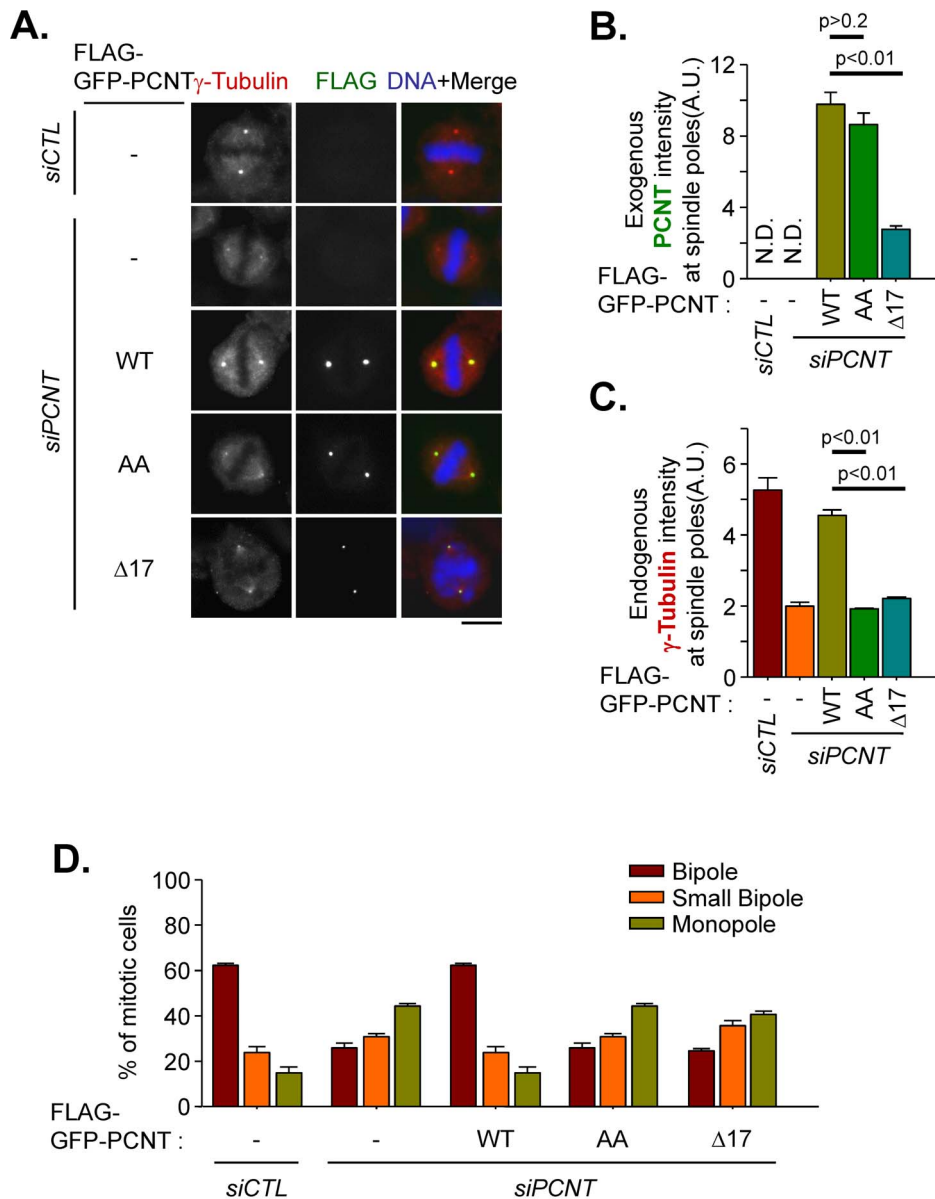 A.
FLAG-
GFP-PCNT γ-Tubulin FLAG DNA+Merge
siCTL
-
siPCNT
-
WT
AA
Δ17
B.
p>0.2
p<0.01
Exogenous
PCNT intensity
at spindle poles(A.U.)
12
9
6
3
0
N.D.
N.D.
FLAG-
GFP-PCNT :
- - WT AA Δ17
siCTL
siPCNT
C.
p<0.01
p<0.01
Endogenous
γ-Tubulin intensity
at spindle poles(A.U.)
6
4
2
0
FLAG-
GFP-PCNT :
- - WT AA Δ17
siCTL
siPCNT
D.
% of mitotic cells
100
80
60
40
20
0
Bipole
Small Bipole
Monopole
FLAG-
GFP-PCNT :
- - WT AA Δ17
siCTL siPCNT